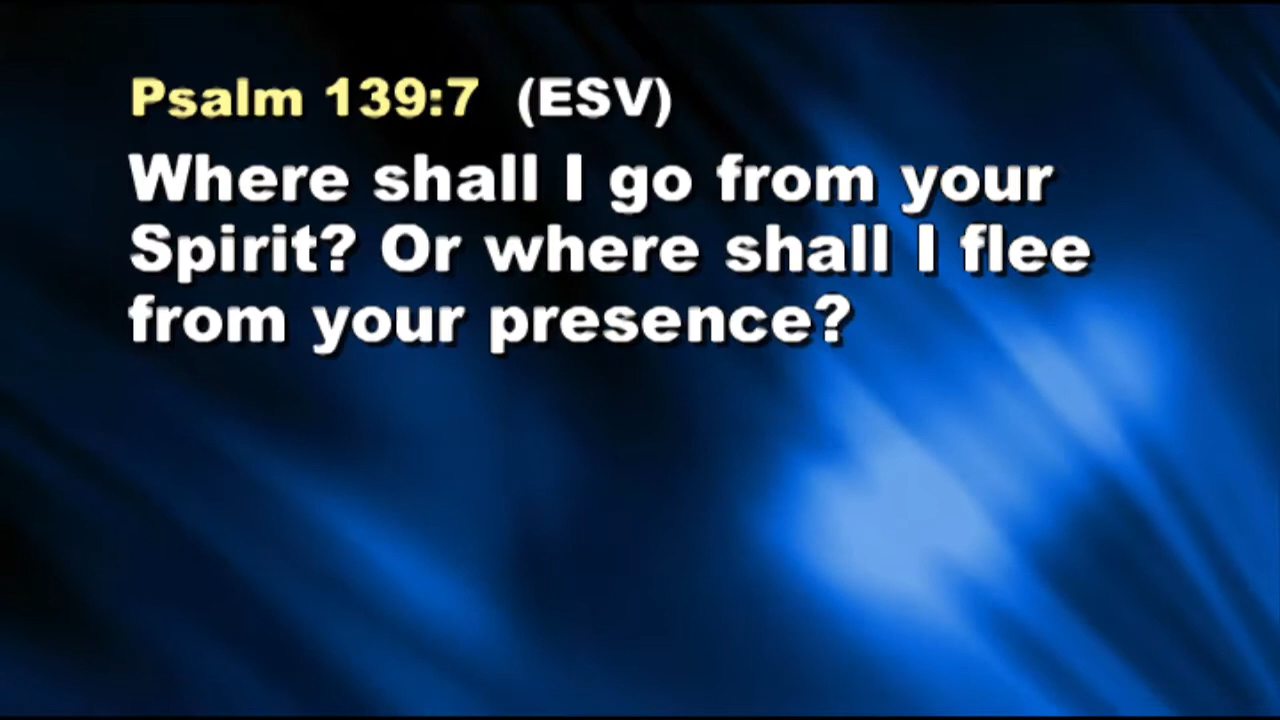 Psalm 139:7 (ESV)
Where shall I go from your
Spirit? Or where shall I flee
from your presence?